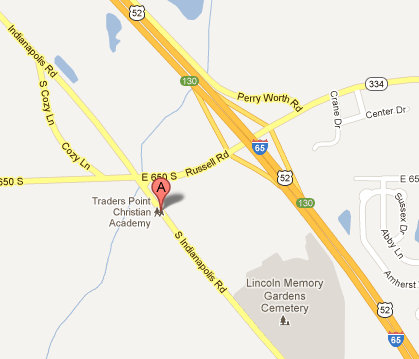 52
Indianapolis Rd
S Cozy Ln
Cozy Ln
130
Perry Worth Rd
334
Crane Dr
Center Dr
65
Russell Rd
E 650 S
650 S
A
Traders Point
Christian
Academy
52
E 650 S
130
Sussex Dr
Abby Ln
Amherst
S Indianapolis Rd
Lincoln Memory
Gardens
Cemetery
52
65